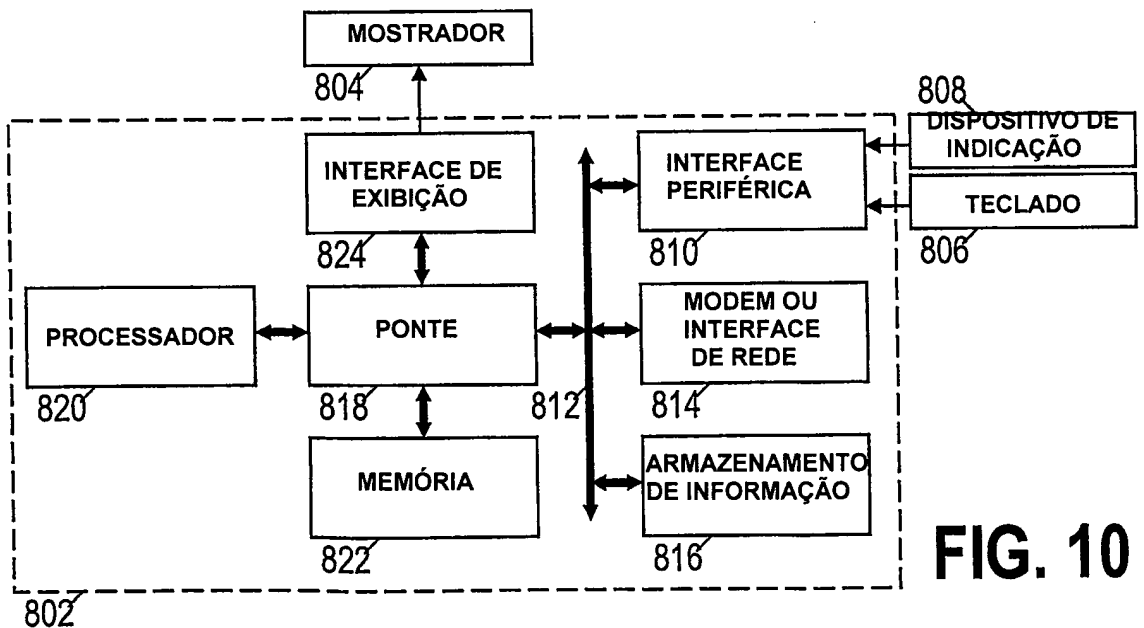 MOSTRADOR
804
808
DISPOSITIVO DE
INDICAÇÃO
INTERFACE DE
EXIBIÇÃO
824
INTERFACE
PERIFÉRICA
810
TECLADO
806
PROCESSADOR
820
PONTE
818
812
MODEM OU
INTERFACE
DE REDE
814
MEMÓRIA
822
ARMAZENAMENTO
DE INFORMAÇÃO
816
802
FIG. 10